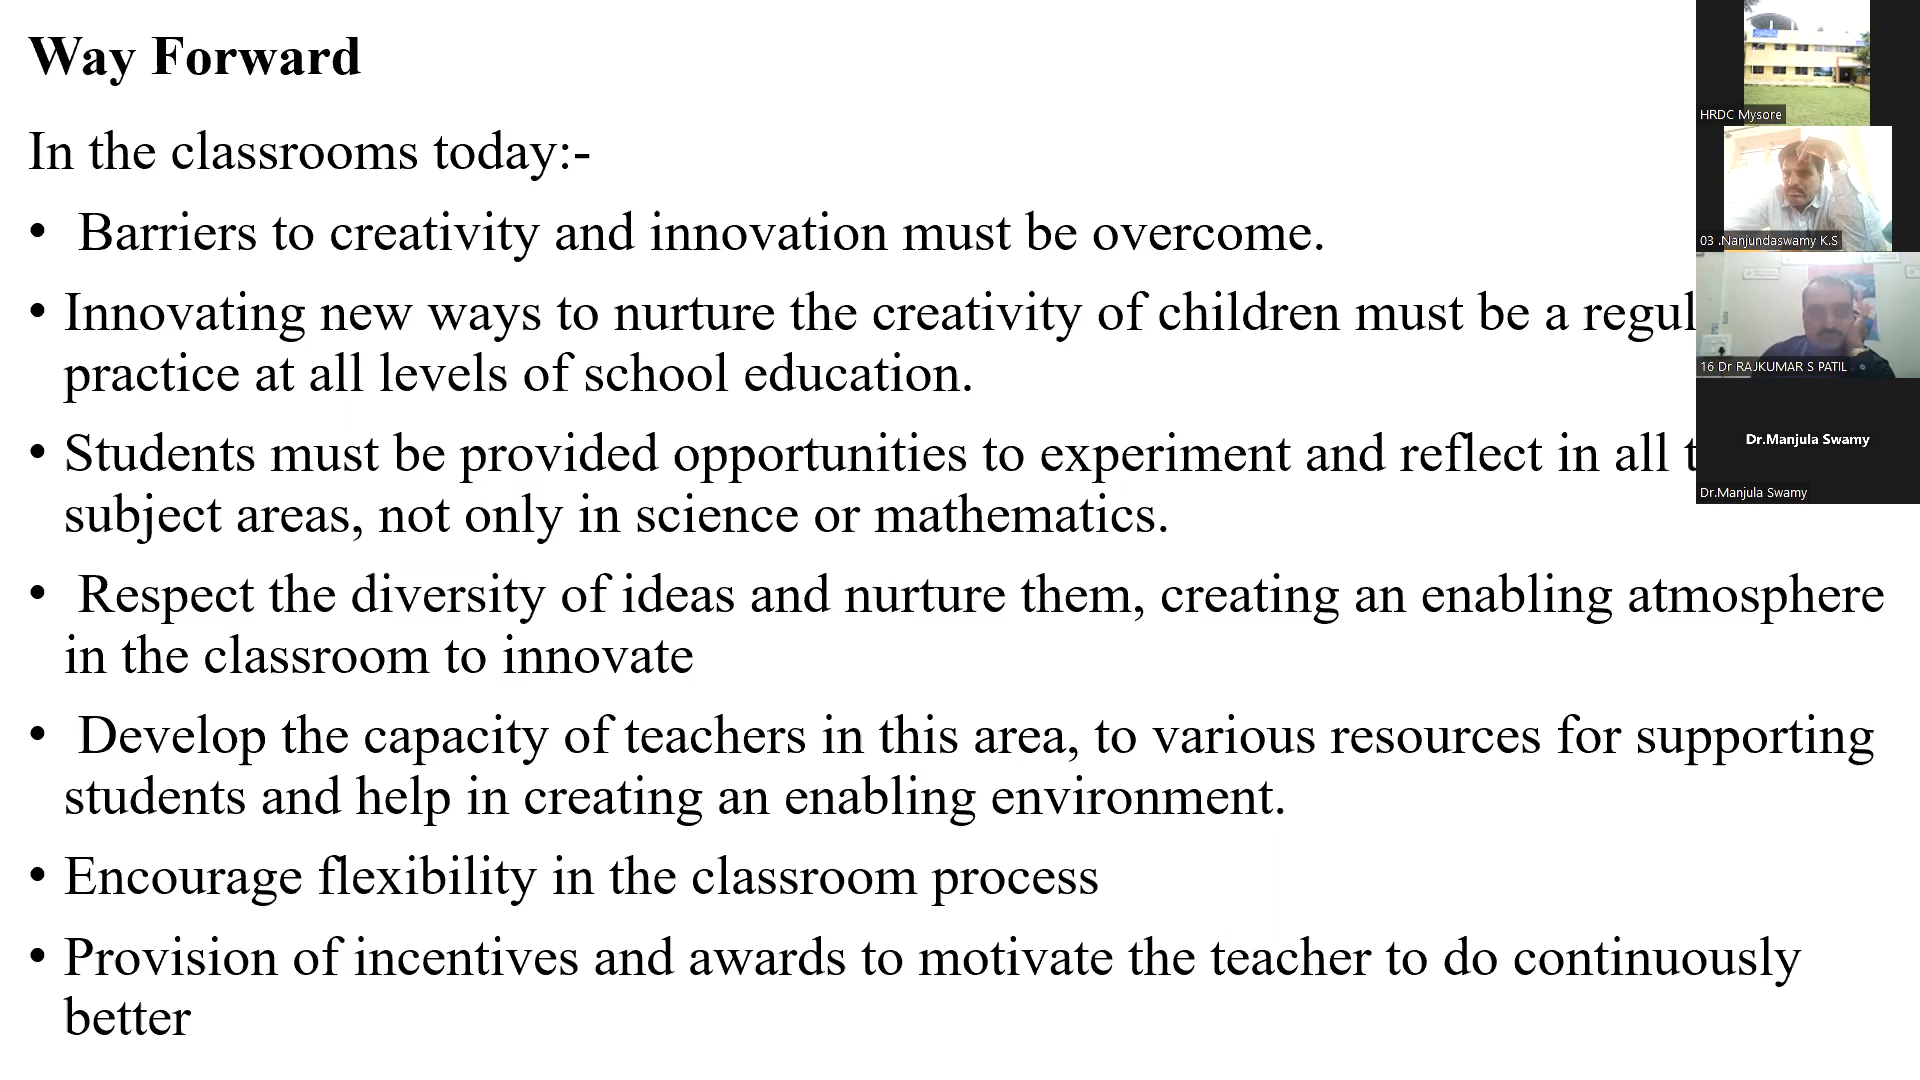 Way Forward
In the classrooms today:-
• Barriers to creativity and innovation must be overcome.
• Innovating new ways to nurture the creativity of children must be a regul
practice at all levels of school education.
• Students must be provided opportunities to experiment and reflect in all t
subject areas, not only in science or mathematics.
• Respect the diversity of ideas and nurture them, creating an enabling atmosphere
in the classroom to innovate
• Develop the capacity of teachers in this area, to various resources for supporting
students and help in creating an enabling environment.
• Encourage flexibility in the classroom process
• Provision of incentives and awards to motivate the teacher to do continuously
better
HRDC Mysore
03 .Nanjundaswamy K.S
16 Dr RAJKUMAR S PATIL
Dr.Manjula Swamy
Dr.Manjula Swamy